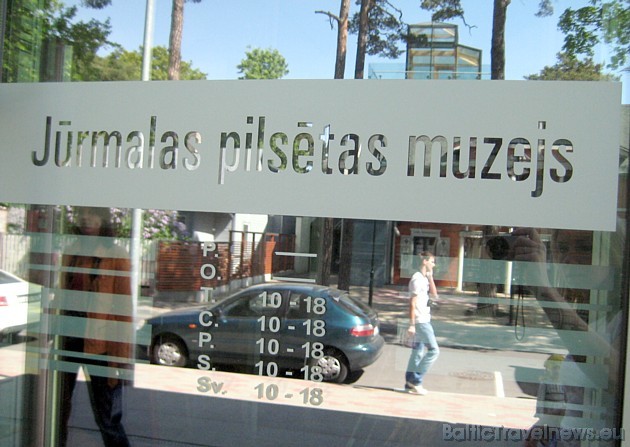 Jūrmalas pilsētas muzejs
P. —
O.
T. 10 - 18
C. 10 - 18
P. 10 - 18
S. 10 - 18
Sv. 10 - 18
BalticTravelnews.eu